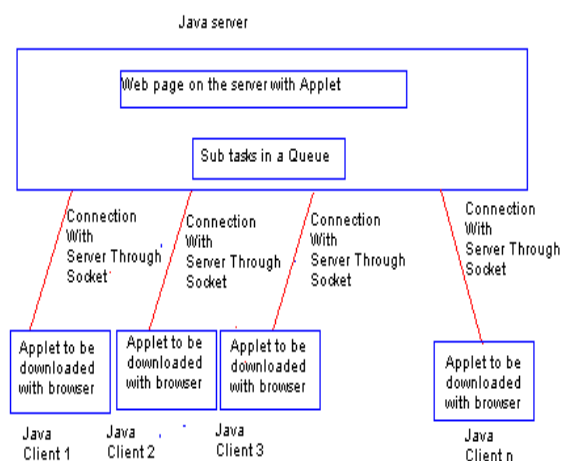 Java server
Web page on the server with Applet
Sub tasks in a Queue
Connection
With
Server Through
Socket
Connection
With
Server Through
Socket
Connection
With
Server Through
Socket
Connection
With
Server Through
Socket
Applet to be
downloaded
with browser
Applet to be
downloaded
with browser
Applet to be
downloaded
with browser
Applet to be
downloaded
with browser
Java
Client 1
Java
Client 2
Java
Client 3
Java
Client n